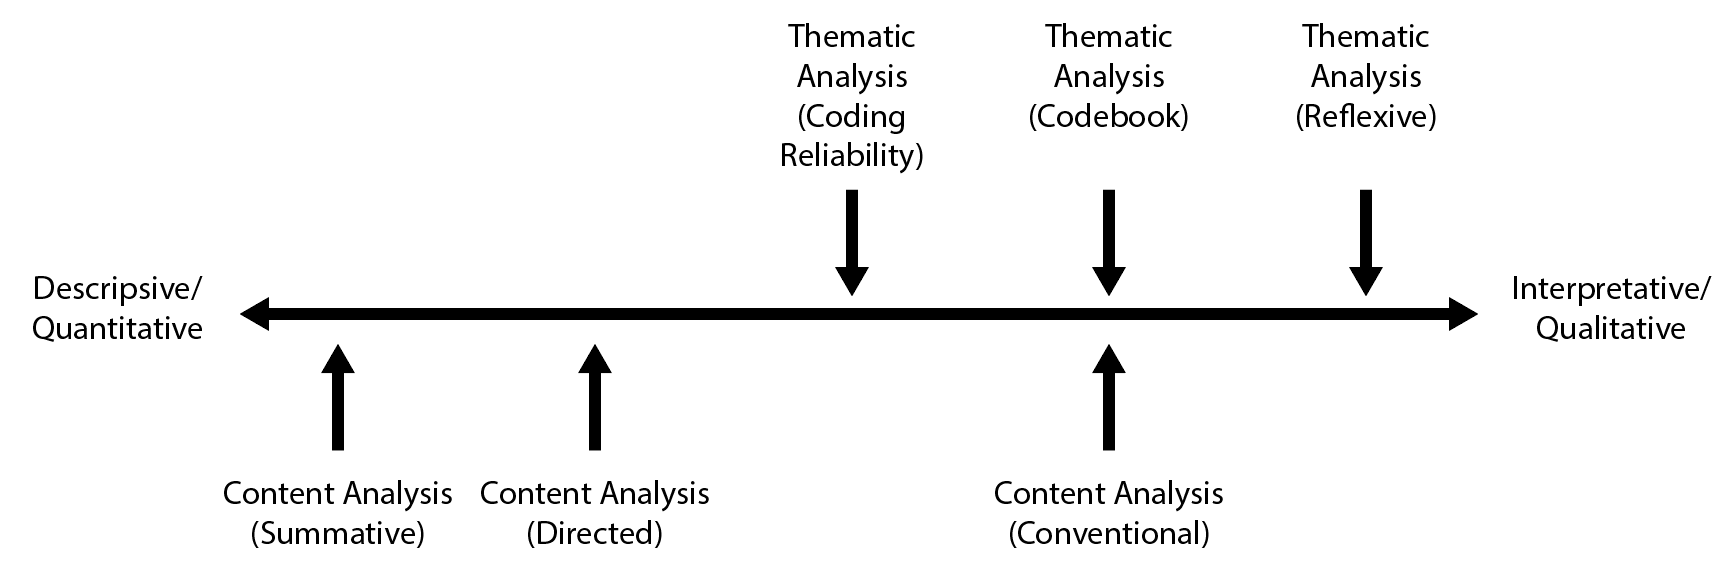 Thematic
Analysis
(Coding
Reliability)
Thematic
Analysis
(Codebook)
Thematic
Analysis
(Reflexive)
Descripsive/
Quantitative
Interpretative/
Qualitative
Content Analysis
(Summative)
Content Analysis
(Directed)
Content Analysis
(Conventional)